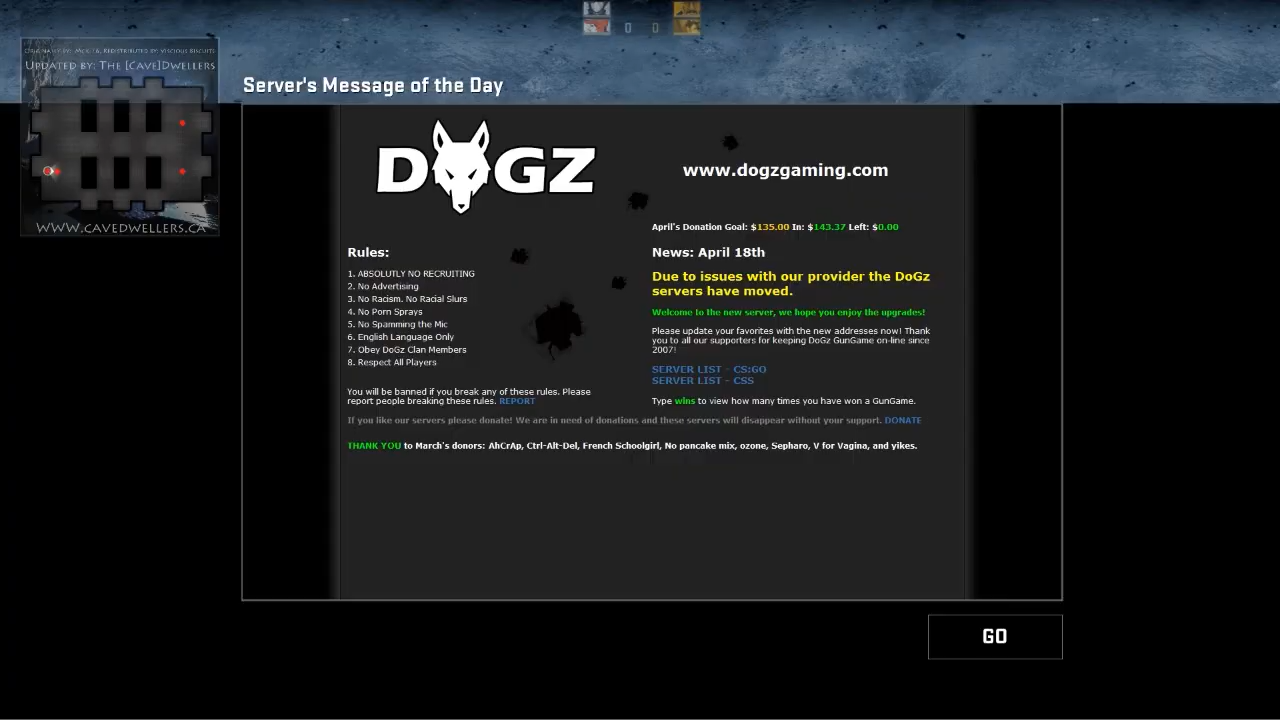 0 0
ORIGINAL BY: MCK-16, REDISTRIBUTED BY: VISCIOUS BISCUITS
UPDATED BY: THE [CAVE]DWELLERS
WWW.CAVEDWELLERS.CA
Server's Message of the Day
DOGZ
www.dogzgaming.com
April's Donation Goal: $135.00 In: $143.37 Left: $0.00
Rules:
1. ABSOLUTLY NO RECRUITING
2. No Advertising
3. No Racism. No Racial Slurs
4. No Porn Sprays
5. No Spamming the Mic
6. English Language Only
7. Obey DoGz Clan Members
8. Respect All Players
You will be banned if you break any of these rules. Please
report people breaking these rules. REPORT
News: April 18th
Due to issues with our provider the DoGz
servers have moved.
Welcome to the new server, we hope you enjoy the upgrades!
Please update your favorites with the new addresses now! Thank
you to all our supporters for keeping DoGz GunGame on-line since
2007!
SERVER LIST - CS:GO
SERVER LIST - CSS
Type wins to view how many times you have won a GunGame.
If you like our servers please donate! We are in need of donations and these servers will disappear without your support. DONATE
THANK YOU to March's donors: AhCrAp, Ctrl-Alt-Del, French Schoolgirl, No pancake mix, ozone, Sepharo, V for Vagina, and yikes.
GO